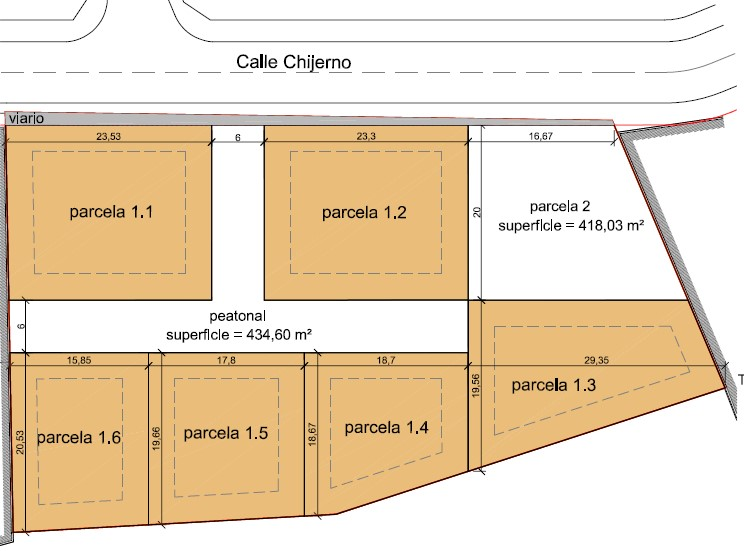 Calle Chijerno
viario
23,53
6
23,3
16,67
parcela 1.1
parcela 1.2
20
parcela 2
superficie = 418,03 m²
peatonal
superficie = 434,60 m²
6
15,85
17,8
18,7
29,35
parcela 1.3
19,56
parcela 1.6
parcela 1.5
parcela 1.4
20,53
19,66
18,67
T